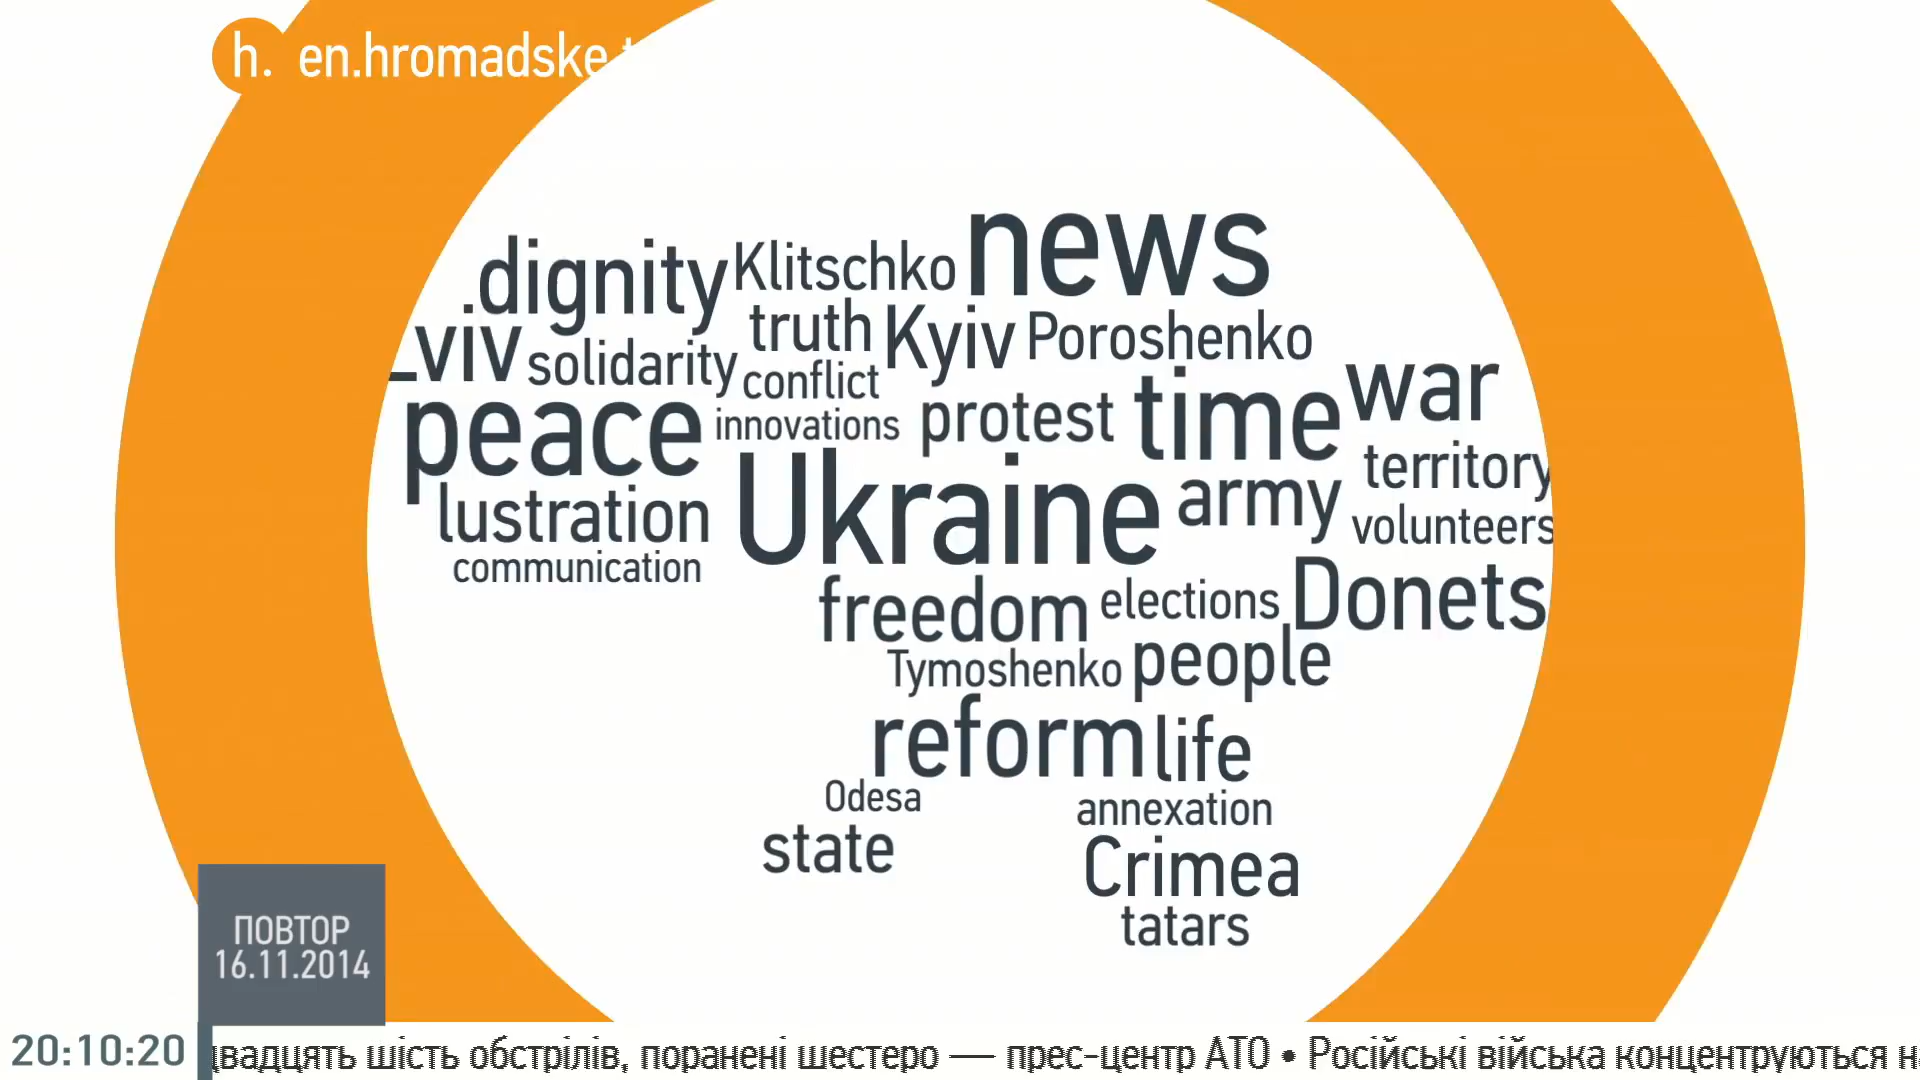 h. en.hromadske.
news
.dignity Klitschko
truth Kyiv Poroshenko
viv solidarity conflict
war
peace innovations protest time
territory
lustration Ukraine army volunteers
communication
freedom elections Donets
Tymoshenko people
reform life
Odesa annexation
state Crimea
tatars
ПОВТОР
16.11.2014
20:10:20 двадцять шість обстрілів, поранені шестеро — прес-центр АТО • Російські війська концентруються